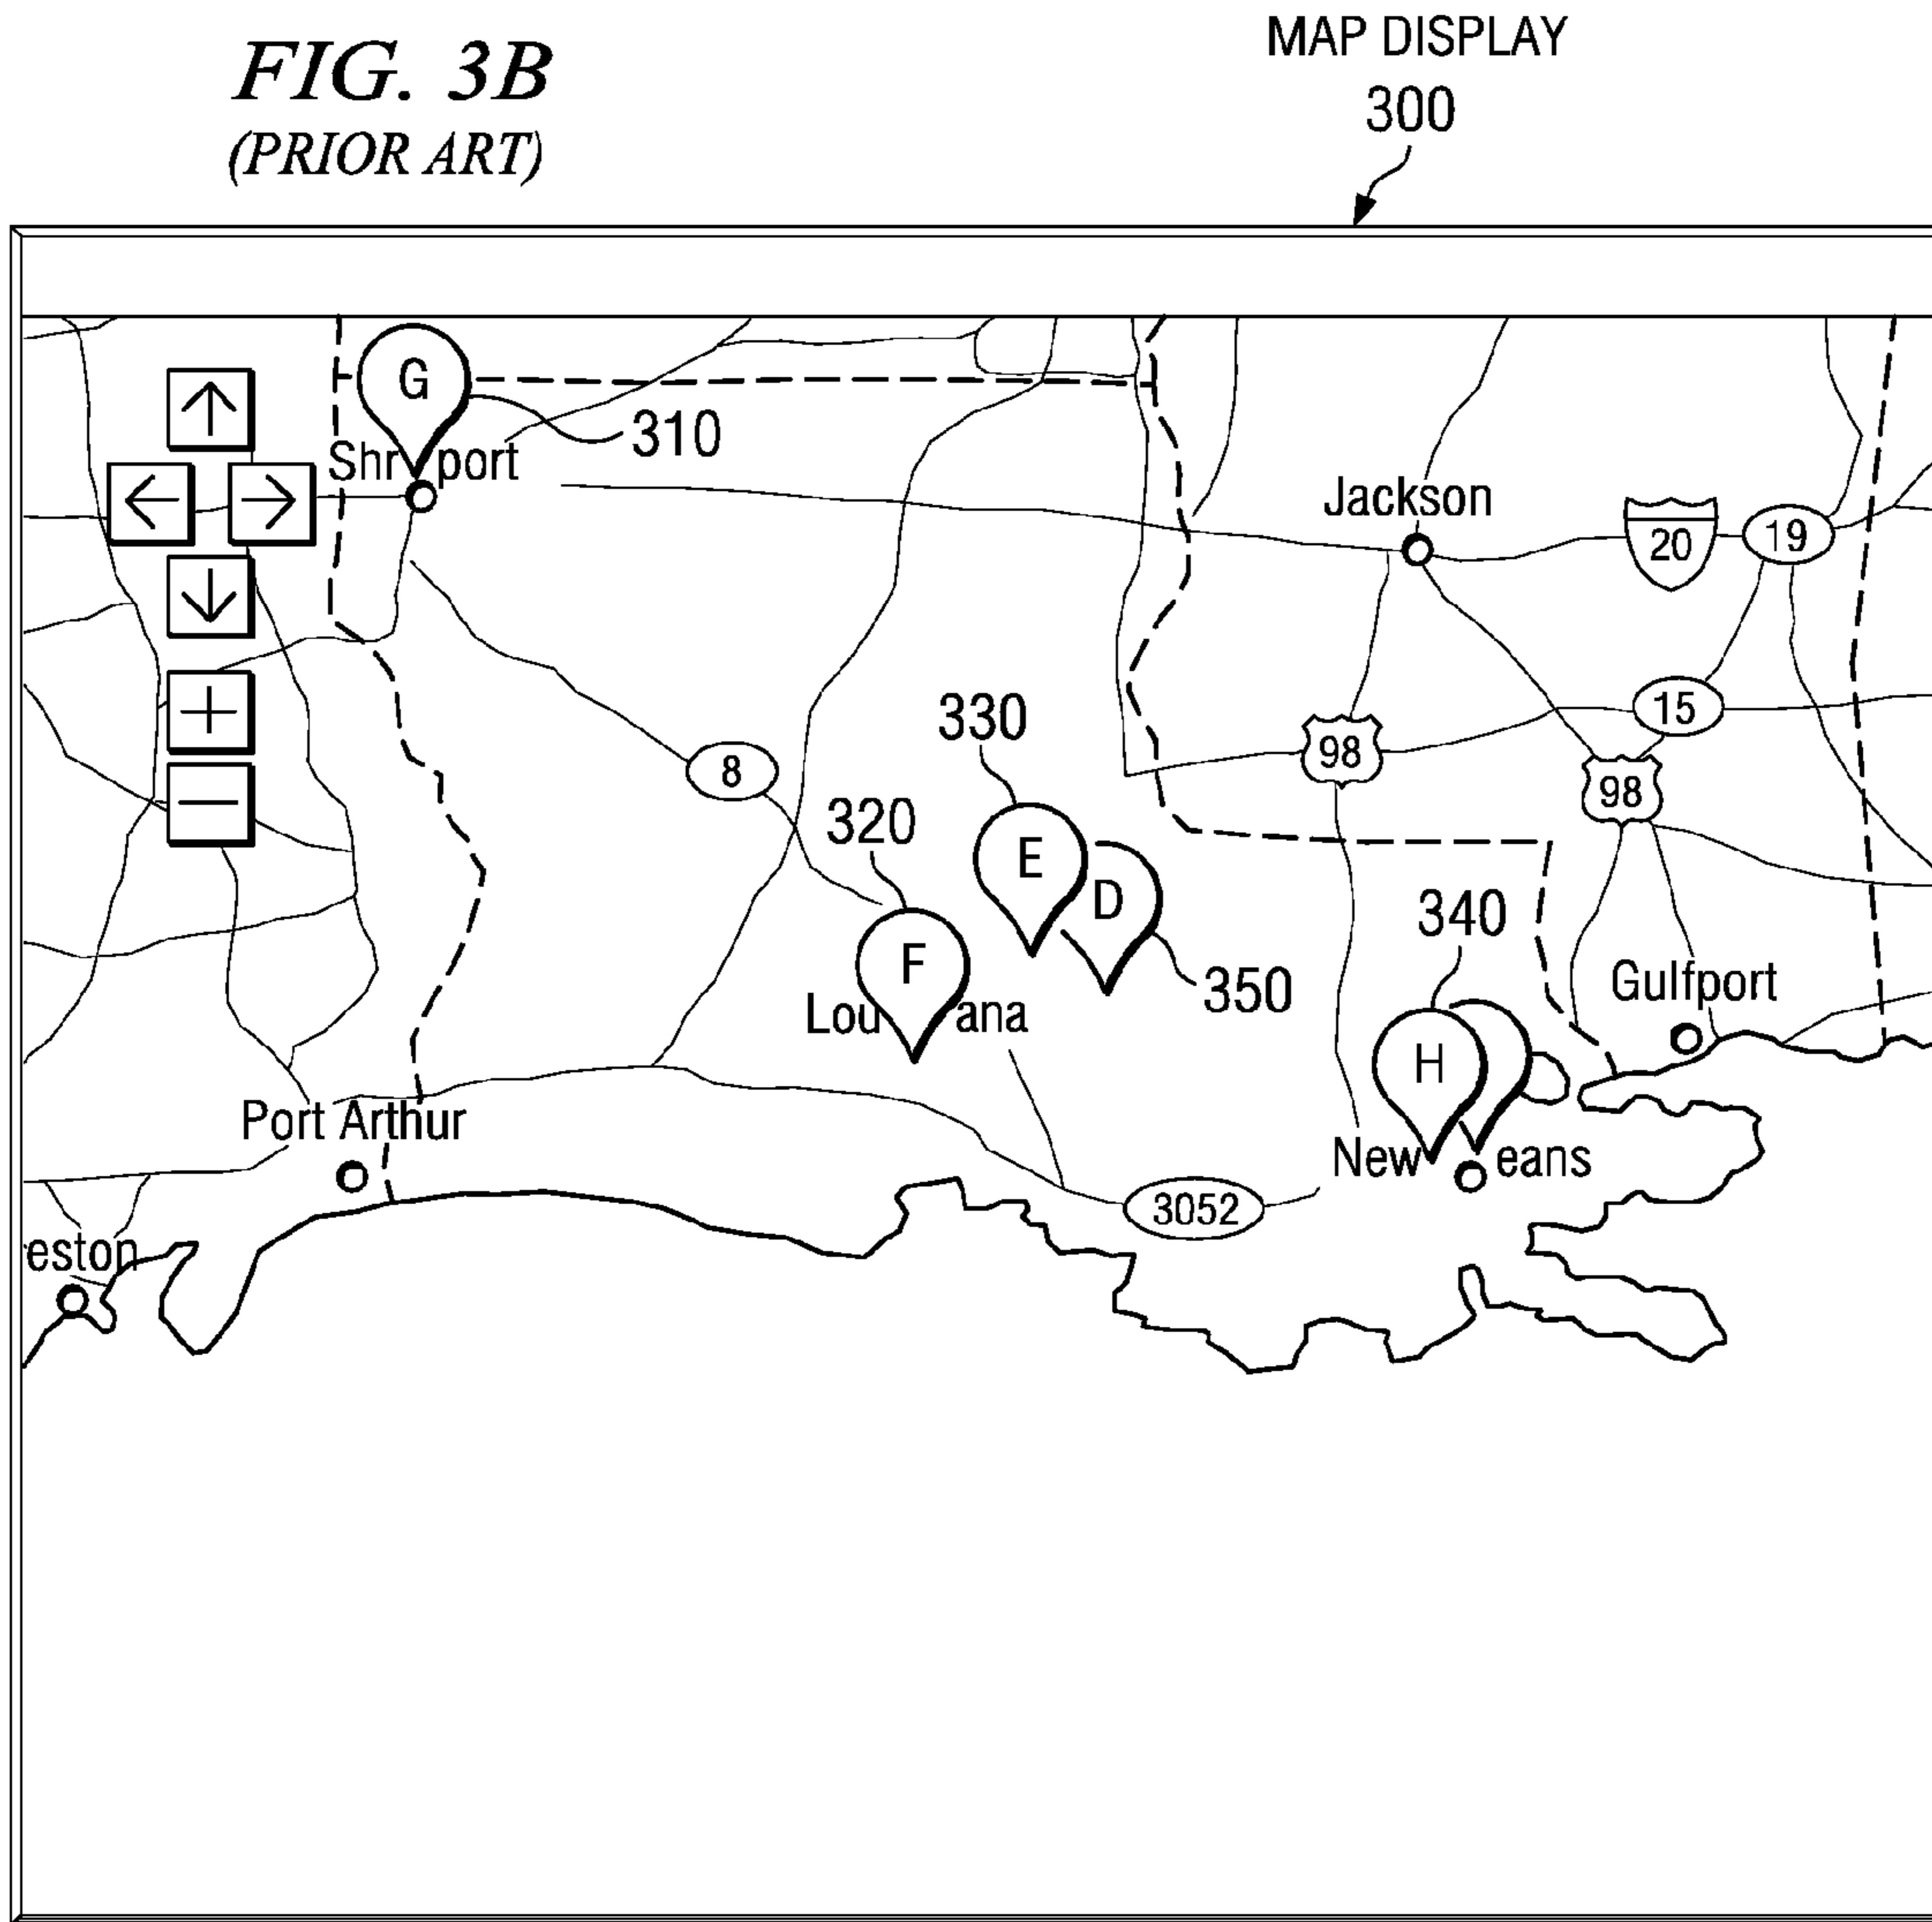 FIG. 3B
(PRIOR ART)
MAP DISPLAY
300
G
310
Shr port
Jackson
20
19
15
330
98
8
98
320
E
D
340
F
350
Gulfport
Lou ana
H
Port Arthur
New eans
3052
eston